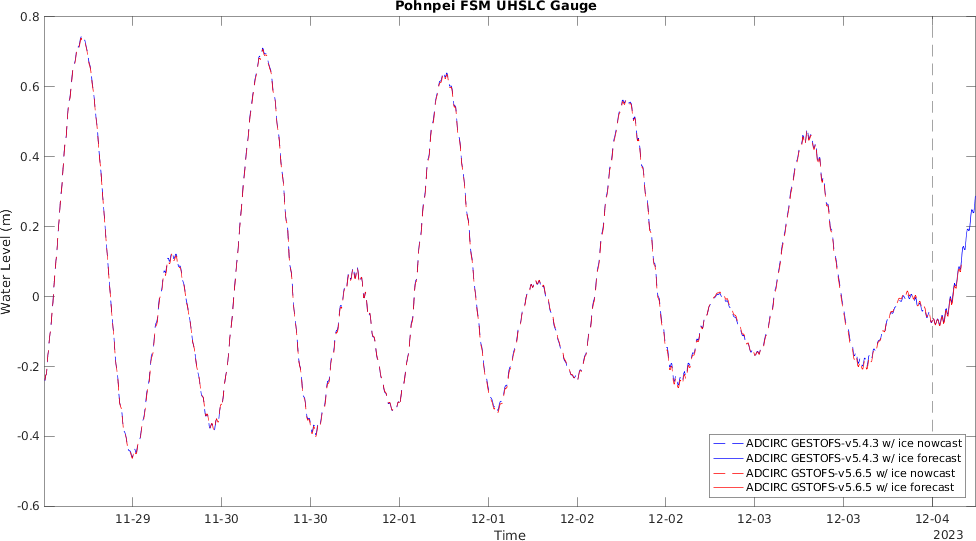 Pohnpei FSM UHSLC Gauge
0.8
0.6
0.4
0.2
0
-0.2
-0.4
-0.6
Water Level (m)
ADCIRC GESTOFS-v5.4.3 w/ ice nowcast
ADCIRC GESTOFS-v5.4.3 w/ ice forecast
ADCIRC GSTOFS-v5.6.5 w/ ice nowcast
ADCIRC GSTOFS-v5.6.5 w/ ice forecast
11-29 11-30 11-30 12-01 12-01 12-02 12-02 12-03 12-03 12-04
Time 2023